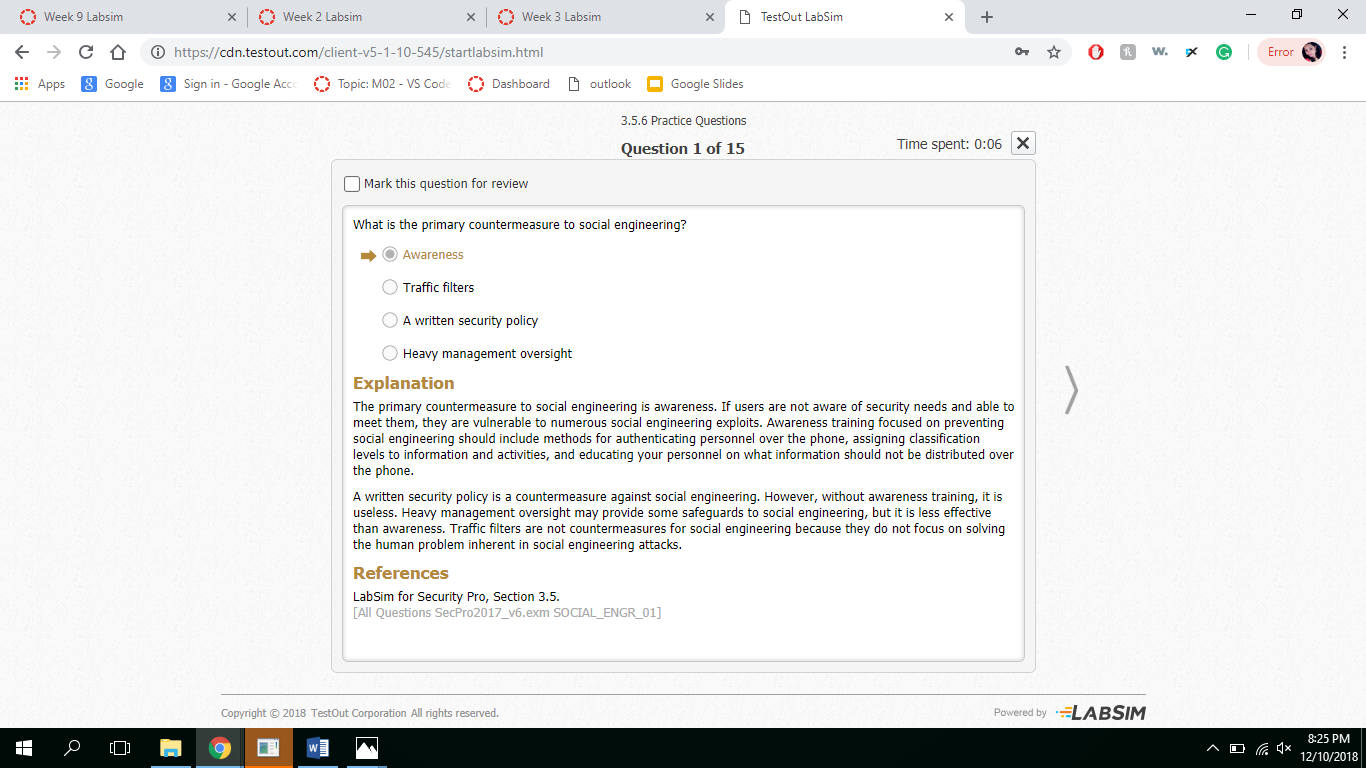 Week 9 Labsim
Week 2 Labsim
Week 3 Labsim
TestOut LabSim
https://cdn.testout.com/client-v5-1-10-545/startlabsim.html
Error
Apps
Google
Sign in - Google Acco
Topic: M02 - VS Code
Dashboard
outlook
Google Slides
3.5.6 Practice Questions
Question 1 of 15
Time spent: 0:06
Mark this question for review
What is the primary countermeasure to social engineering?
Awareness
Traffic filters
A written security policy
Heavy management oversight
Explanation
The primary countermeasure to social engineering is awareness. If users are not aware of security needs and able to
meet them, they are vulnerable to numerous social engineering exploits. Awareness training focused on preventing
social engineering should include methods for authenticating personnel over the phone, assigning classification
levels to information and activities, and educating your personnel on what information should not be distributed over
the phone.
A written security policy is a countermeasure against social engineering. However, without awareness training, it is
useless. Heavy management oversight may provide some safeguards to social engineering, but it is less effective
than awareness. Traffic filters are not countermeasures for social engineering because they do not focus on solving
the human problem inherent in social engineering attacks.
References
LabSim for Security Pro, Section 3.5.
[All Questions SecPro2017_v6.exm SOCIAL_ENGR_01]
Copyright © 2018 TestOut Corporation All rights reserved.
Powered by LABSIM
8:25 PM
12/10/2018